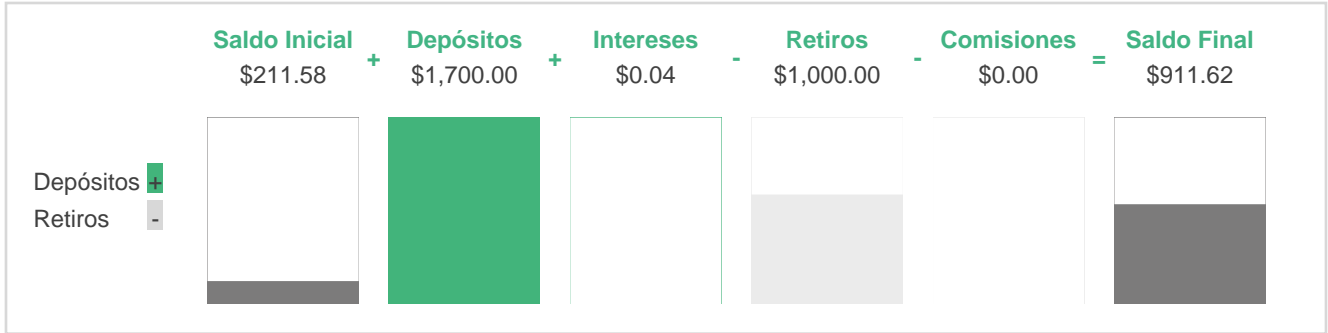 Saldo Inicial + Depósitos + Intereses - Retiros - Comisiones = Saldo Final
$211.58 $1,700.00 $0.04 $1,000.00 $0.00 $911.62
Depósitos +
Retiros -